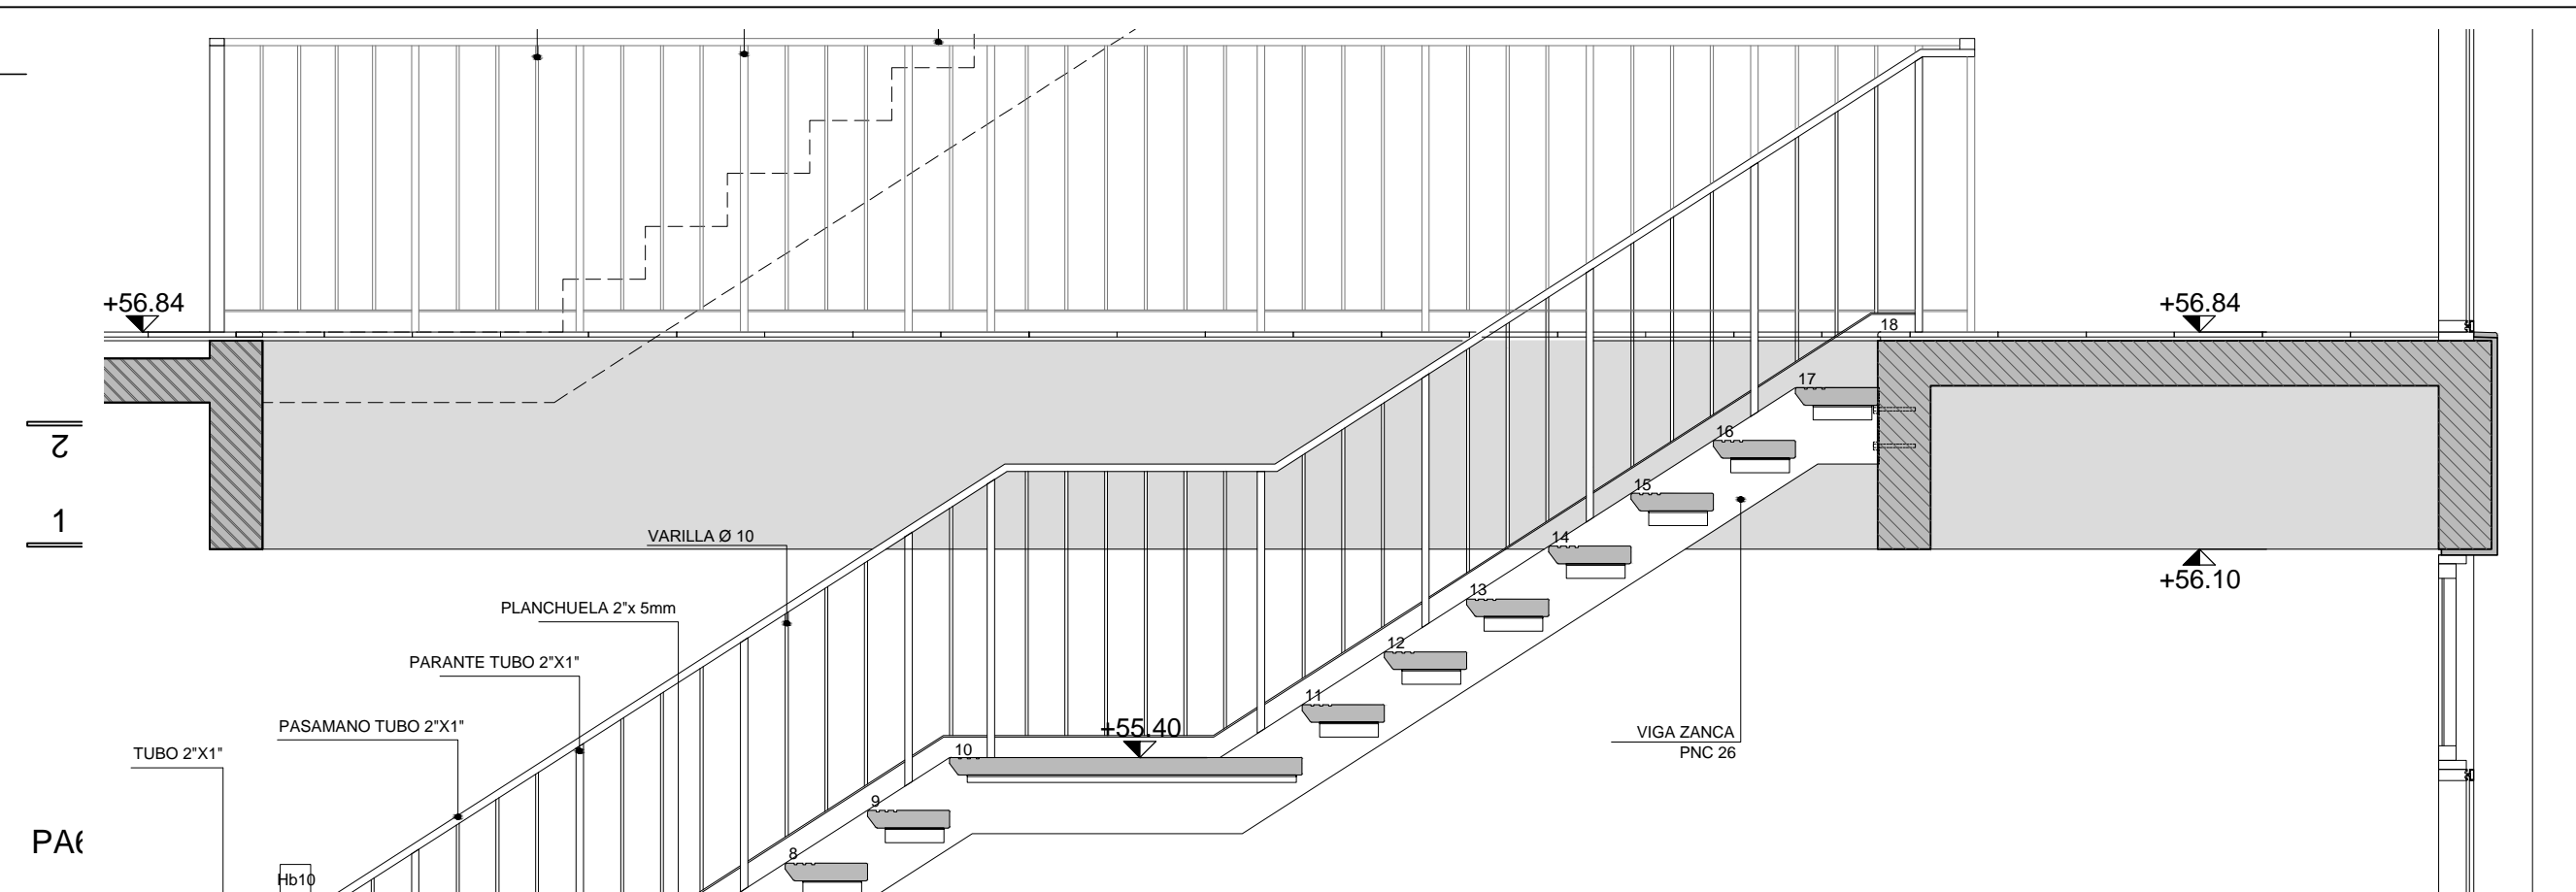 +56.84
+56.84
18
17
2
16
1
15
+56.10
14
VARILLA Ø 10
13
PLANCHUELA 2"x 5mm
12
PARANTE TUBO 2"X1"
11
PASAMANO TUBO 2"X1"
+55.40
VIGA ZANCA
PNC 26
TUBO 2"X1"
10
9
8
Hb10